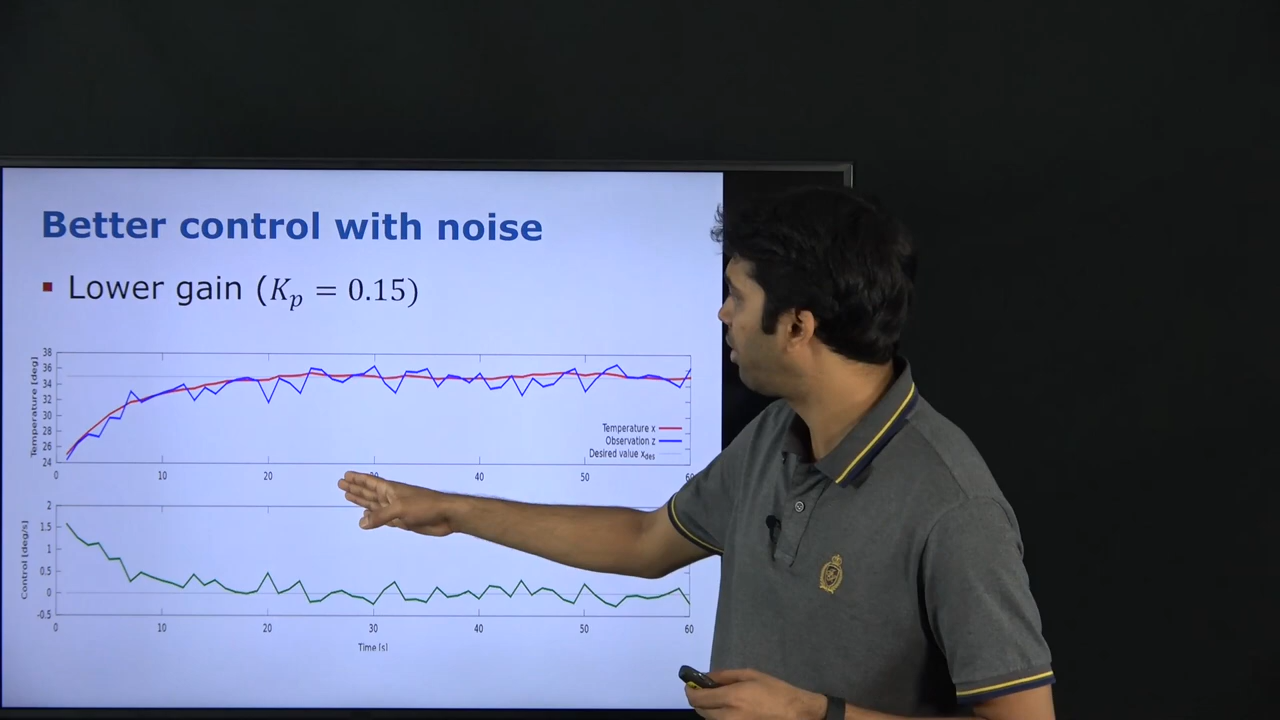 Better control with noise
▪ Lower gain (K_p = 0.15)
Temperature [deg]
38
36
34
32
30
28
26
24
0 10 20 30 40 50 60
Temperature x
Observation z
Desired value x_des
Control [deg/s]
2
1.5
1
0.5
0
-0.5
0 10 20 30 40 50 60
Time [s]